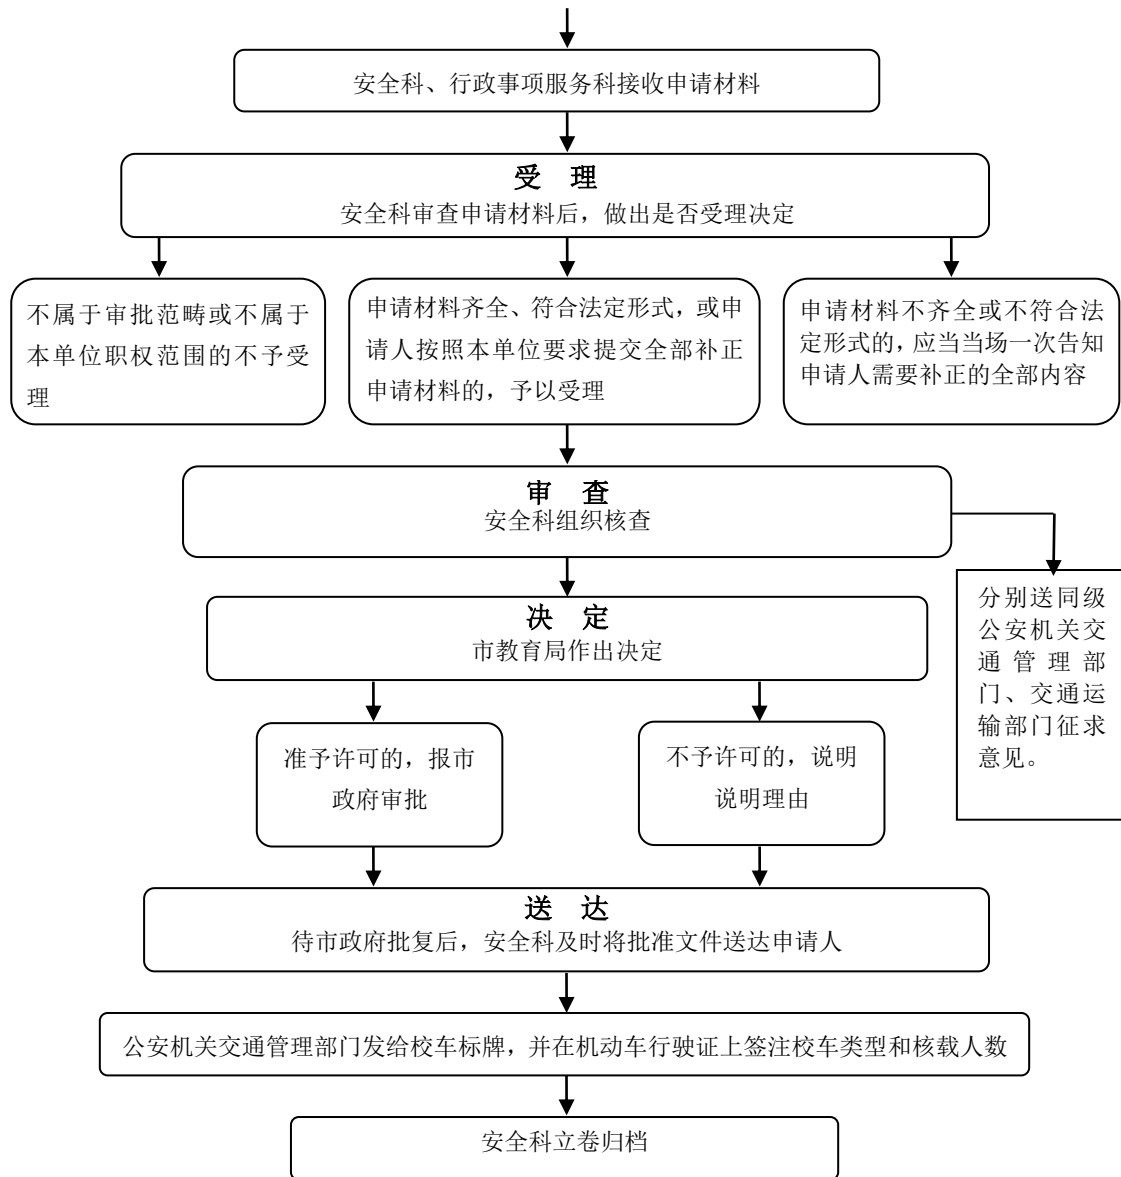 安全科、行政事项服务科接收申请材料
受 理
安全科审查申请材料后，做出是否受理决定
不属于审批范畴或不属于
本单位职权范围的不予受
理
申请材料齐全、符合法定形式，或申
请人按照本单位要求提交全部补正
申请材料的，予以受理
申请材料不齐全或不符合法
定形式的，应当当场一次告知
申请人需要补正的全部内容
审 查
安全科组织核查
分别送同级
公安机关交
通管理部
门、交通运
输部门征求
意见。
决 定
市教育局作出决定
准予许可的，报市
政府审批
不予许可的，说明
说明理由
送 达
待市政府批复后，安全科及时将批准文件送达申请人
公安机关交通管理部门发给校车标牌，并在机动车行驶证上签注校车类型和核载人数
安全科立卷归档